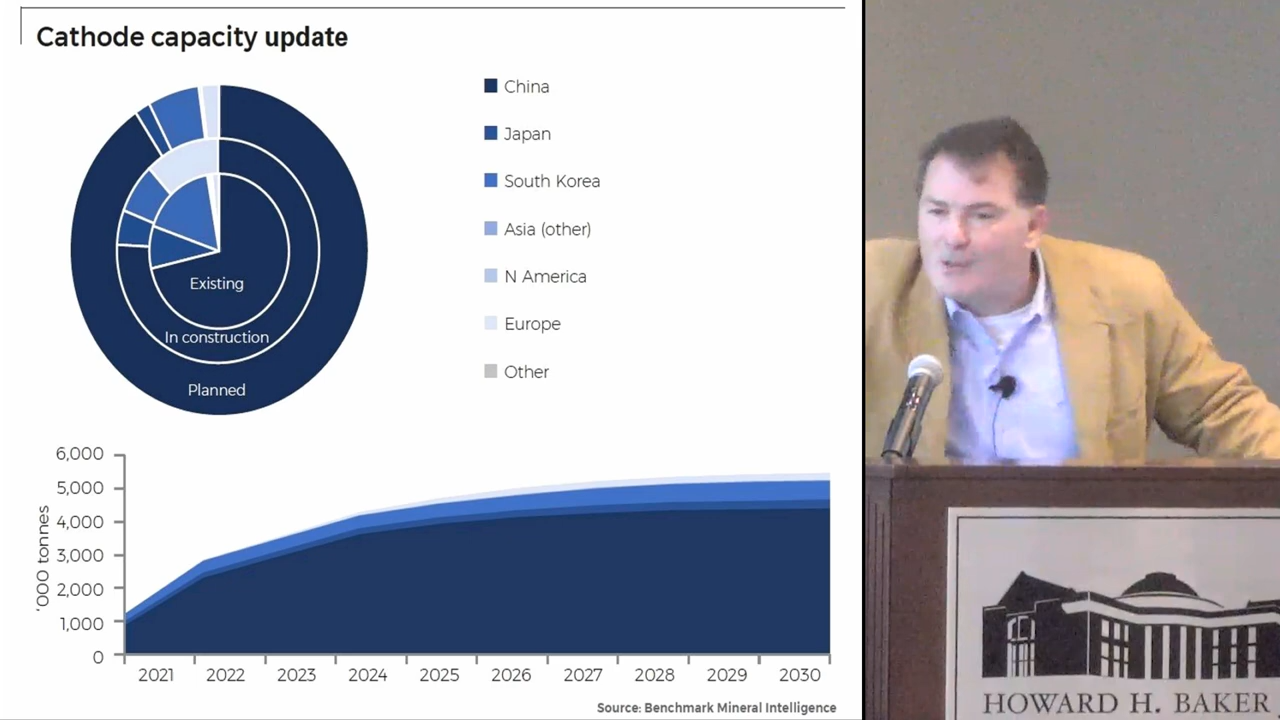 Cathode capacity update
China
Japan
South Korea
Asia (other)
N America
Europe
Other
Existing
In construction
Planned
'000 tonnes
6,000
5,000
4,000
3,000
2,000
1,000
0
2021 2022 2023 2024 2025 2026 2027 2028 2029 2030
Source: Benchmark Mineral Intelligence
HOWARD H. BAKER